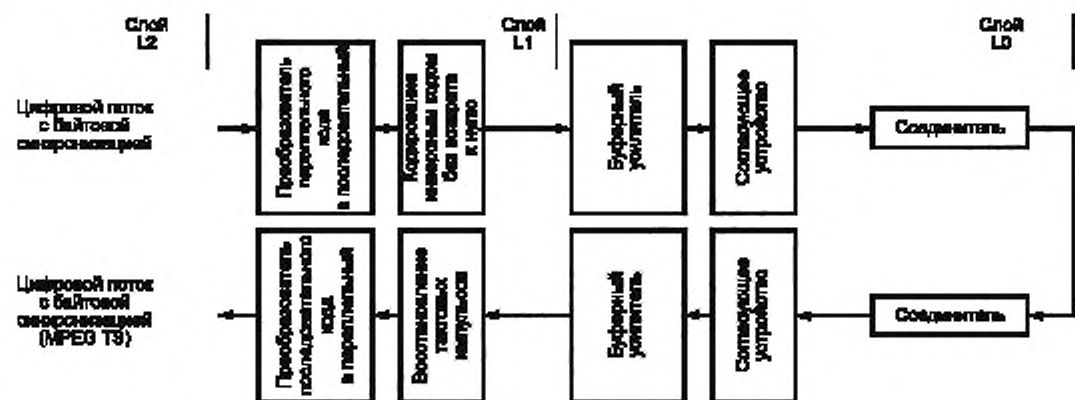 Слой
L2
Слой
L1
Слой
L0
Цифровой поток
с байтовой
синхронизацией
Преобразователь
параллельного
кода
в последовательный
Кодирование
инверсным кодом
без возврата
к нулю
Буферный
усилитель
Согласующее
устройство
Соединитель
Цифровой поток
с байтовой
синхронизацией
(MPEG TS)
Преобразователь
последовательного
кода
в параллельный
Восстановление
тактовых
импульсов
Буферный
усилитель
Согласующее
устройство
Соединитель